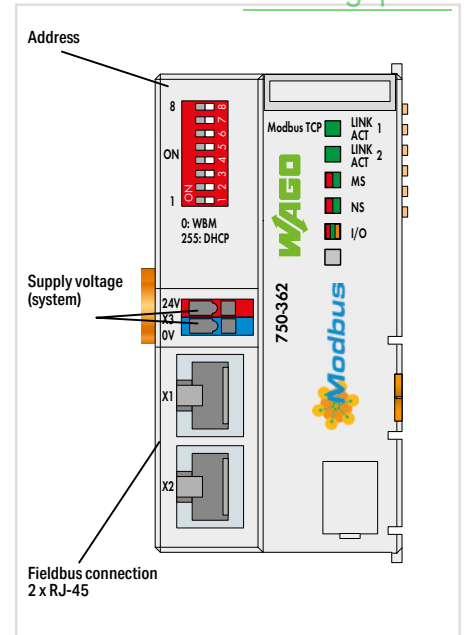 Address
8
ON
1
8
7
6
5
4
3
2
1
ON
0: WBM
255: DHCP
Modbus TCP
LINK 1
ACT
LINK 2
ACT
MS
NS
I/O
WAGO
750-362
Modbus
Supply voltage
(system)
24V
X3
0V
X1
X2
Fieldbus connection
2 x RJ-45